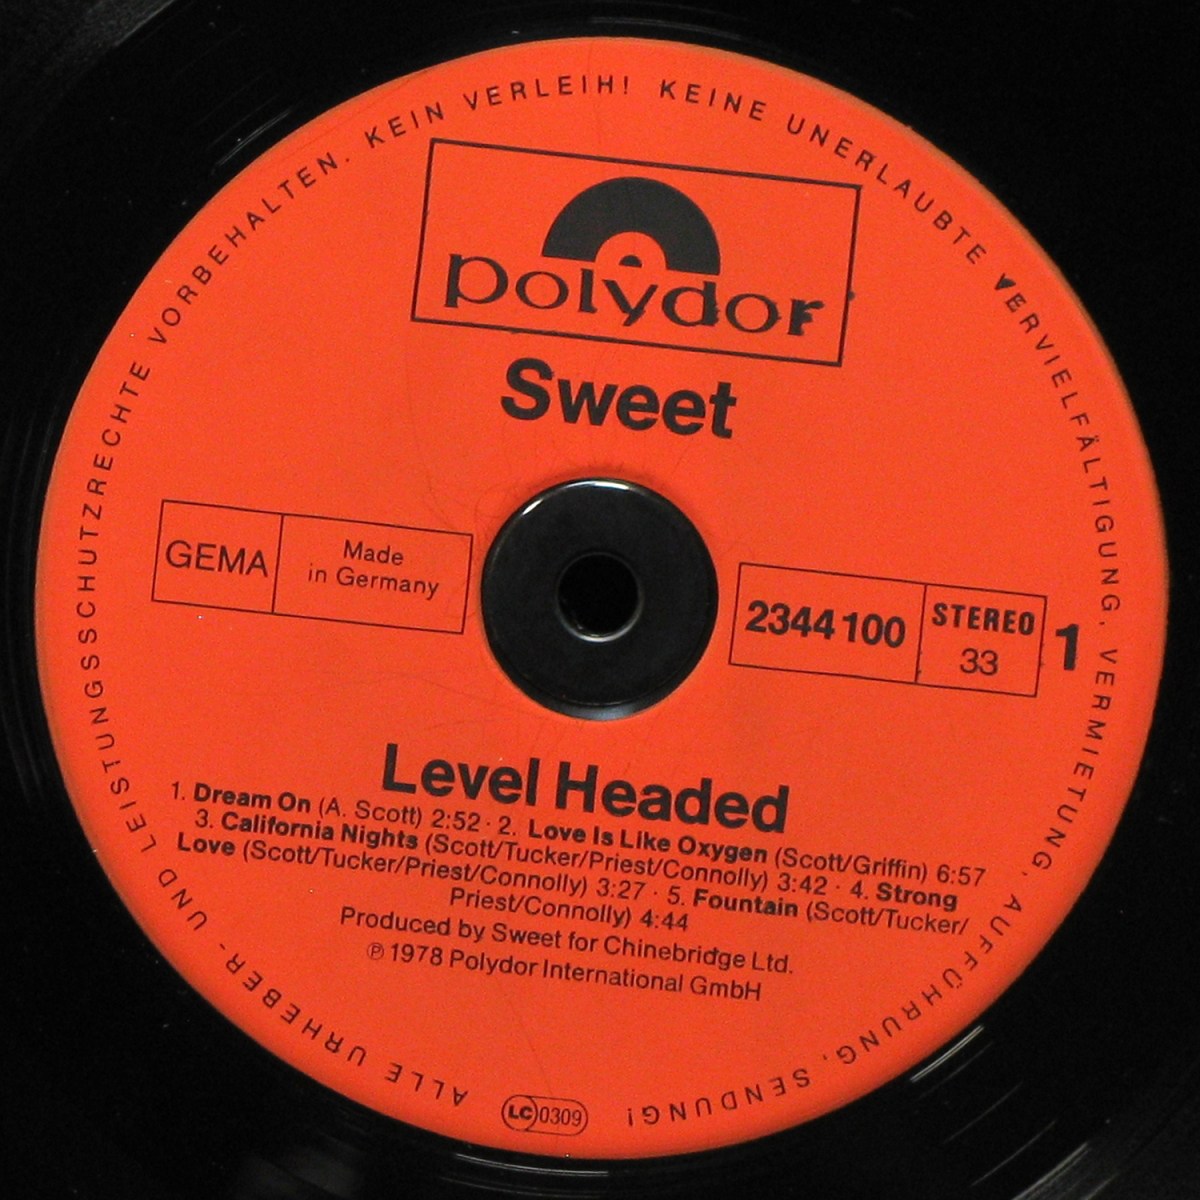 ALLE URHEBER- UND LEISTUNGSSCHUTZRECHTE VORBEHALTEN. KEIN VERLEIH! KEINE UNERLAUBTE VERVIELFÄLTIGUNG, VERMIETUNG, AUFFÜHRUNG, SENDUNG!
polydor
Sweet
GEMA
Made
in Germany
2344 100
STEREO
33
1
Level Headed
1. Dream On (A. Scott) 2:52 · 2. Love Is Like Oxygen (Scott/Griffin) 6:57
3. California Nights (Scott/Tucker/Priest/Connolly) 3:42 · 4. Strong
Love (Scott/Tucker/Priest/Connolly) 3:27 · 5. Fountain (Scott/Tucker/
Priest/Connolly) 4:44
Produced by Sweet for Chinebridge Ltd.
℗ 1978 Polydor International GmbH
LC 0309